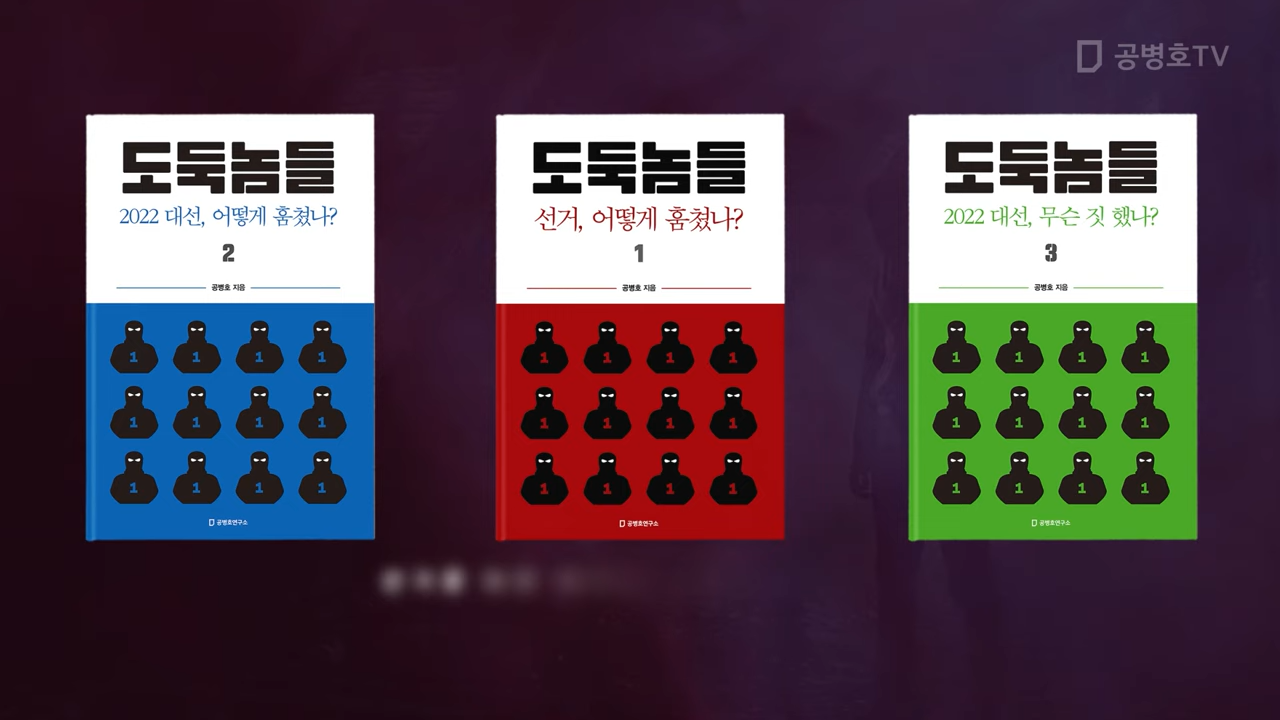 공병호TV
도둑놈들
2022 대선, 어떻게 훔쳤나?
2
공병호 지음
1 1 1 1
1 1 1 1
1 1 1 1
공병호연구소
도둑놈들
선거, 어떻게 훔쳤나?
1
공병호 지음
1 1 1 1
1 1 1 1
1 1 1 1
공병호연구소
도둑놈들
2022 대선, 무슨 짓 했나?
3
공병호 지음
1 1 1 1
1 1 1 1
1 1 1 1
공병호연구소